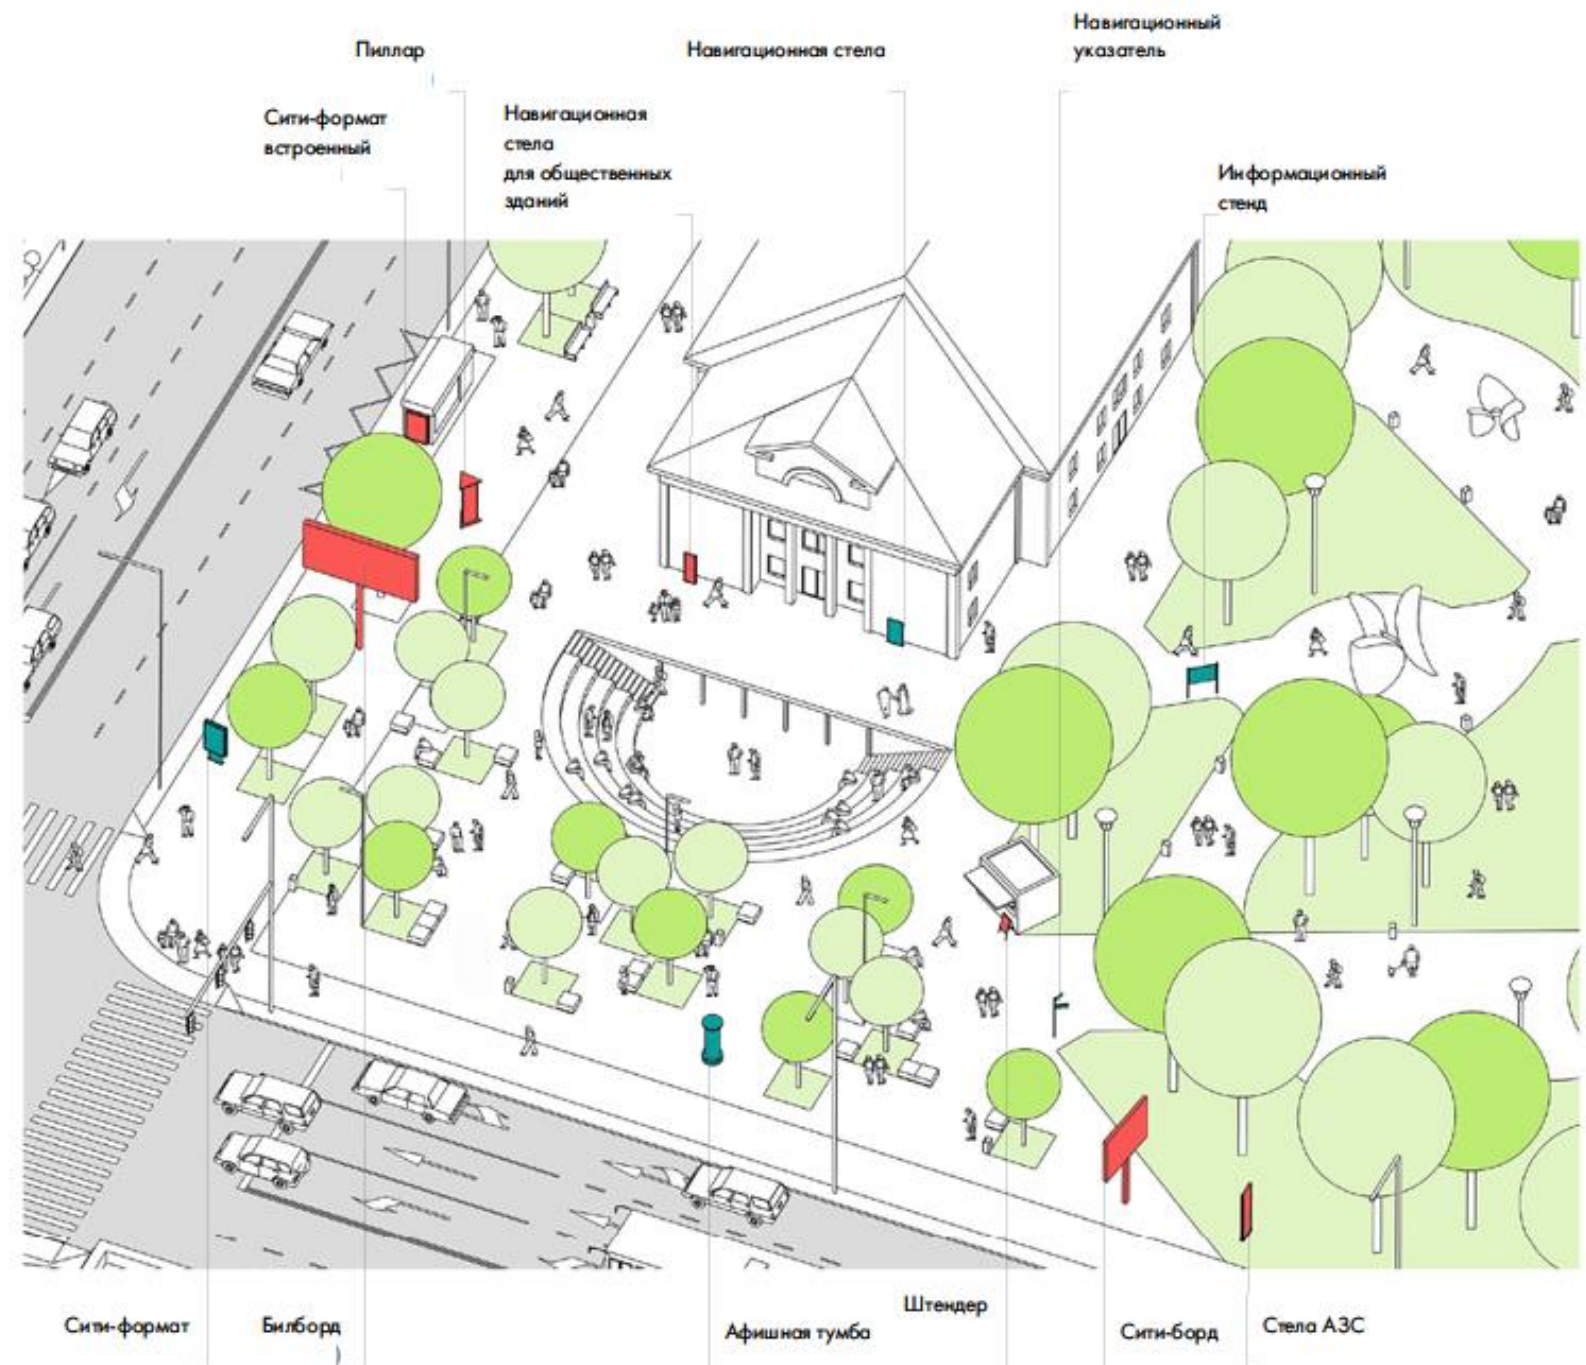 Навигационный
указатель
Пиллар
Навигационная стела
Сити-формат
встроенный
Навигационная
стела
для общественных
зданий
Информационный
стенд
Сити-формат
Билборд
Афишная тумба
Штендер
Сити-борд
Стела АЗС